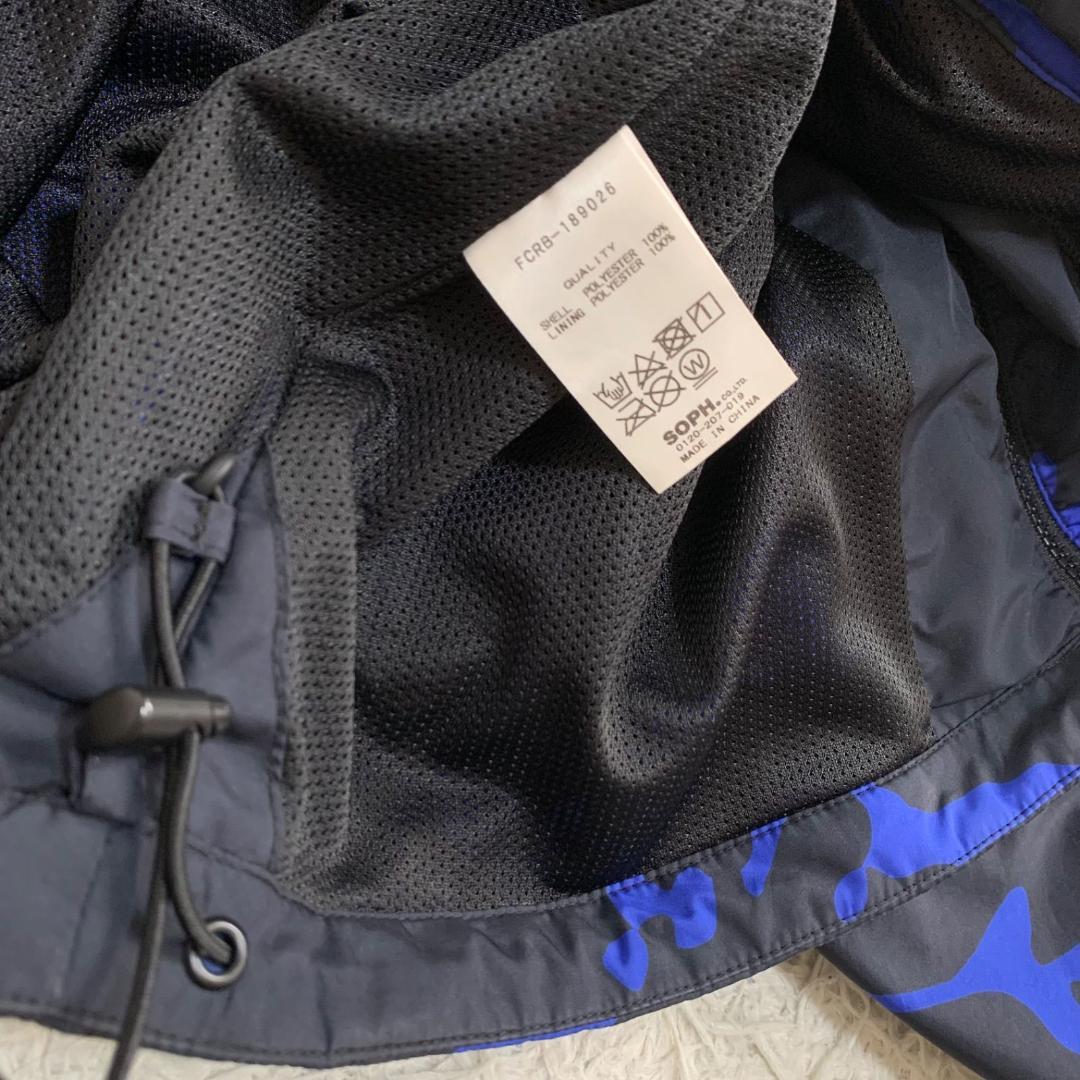 FCRB-189026
QUALITY
SHELL POLYESTER 100%
LINING POLYESTER 100%
W
SOPH.CO.,LTD.
0120-207-019
MADE IN CHINA